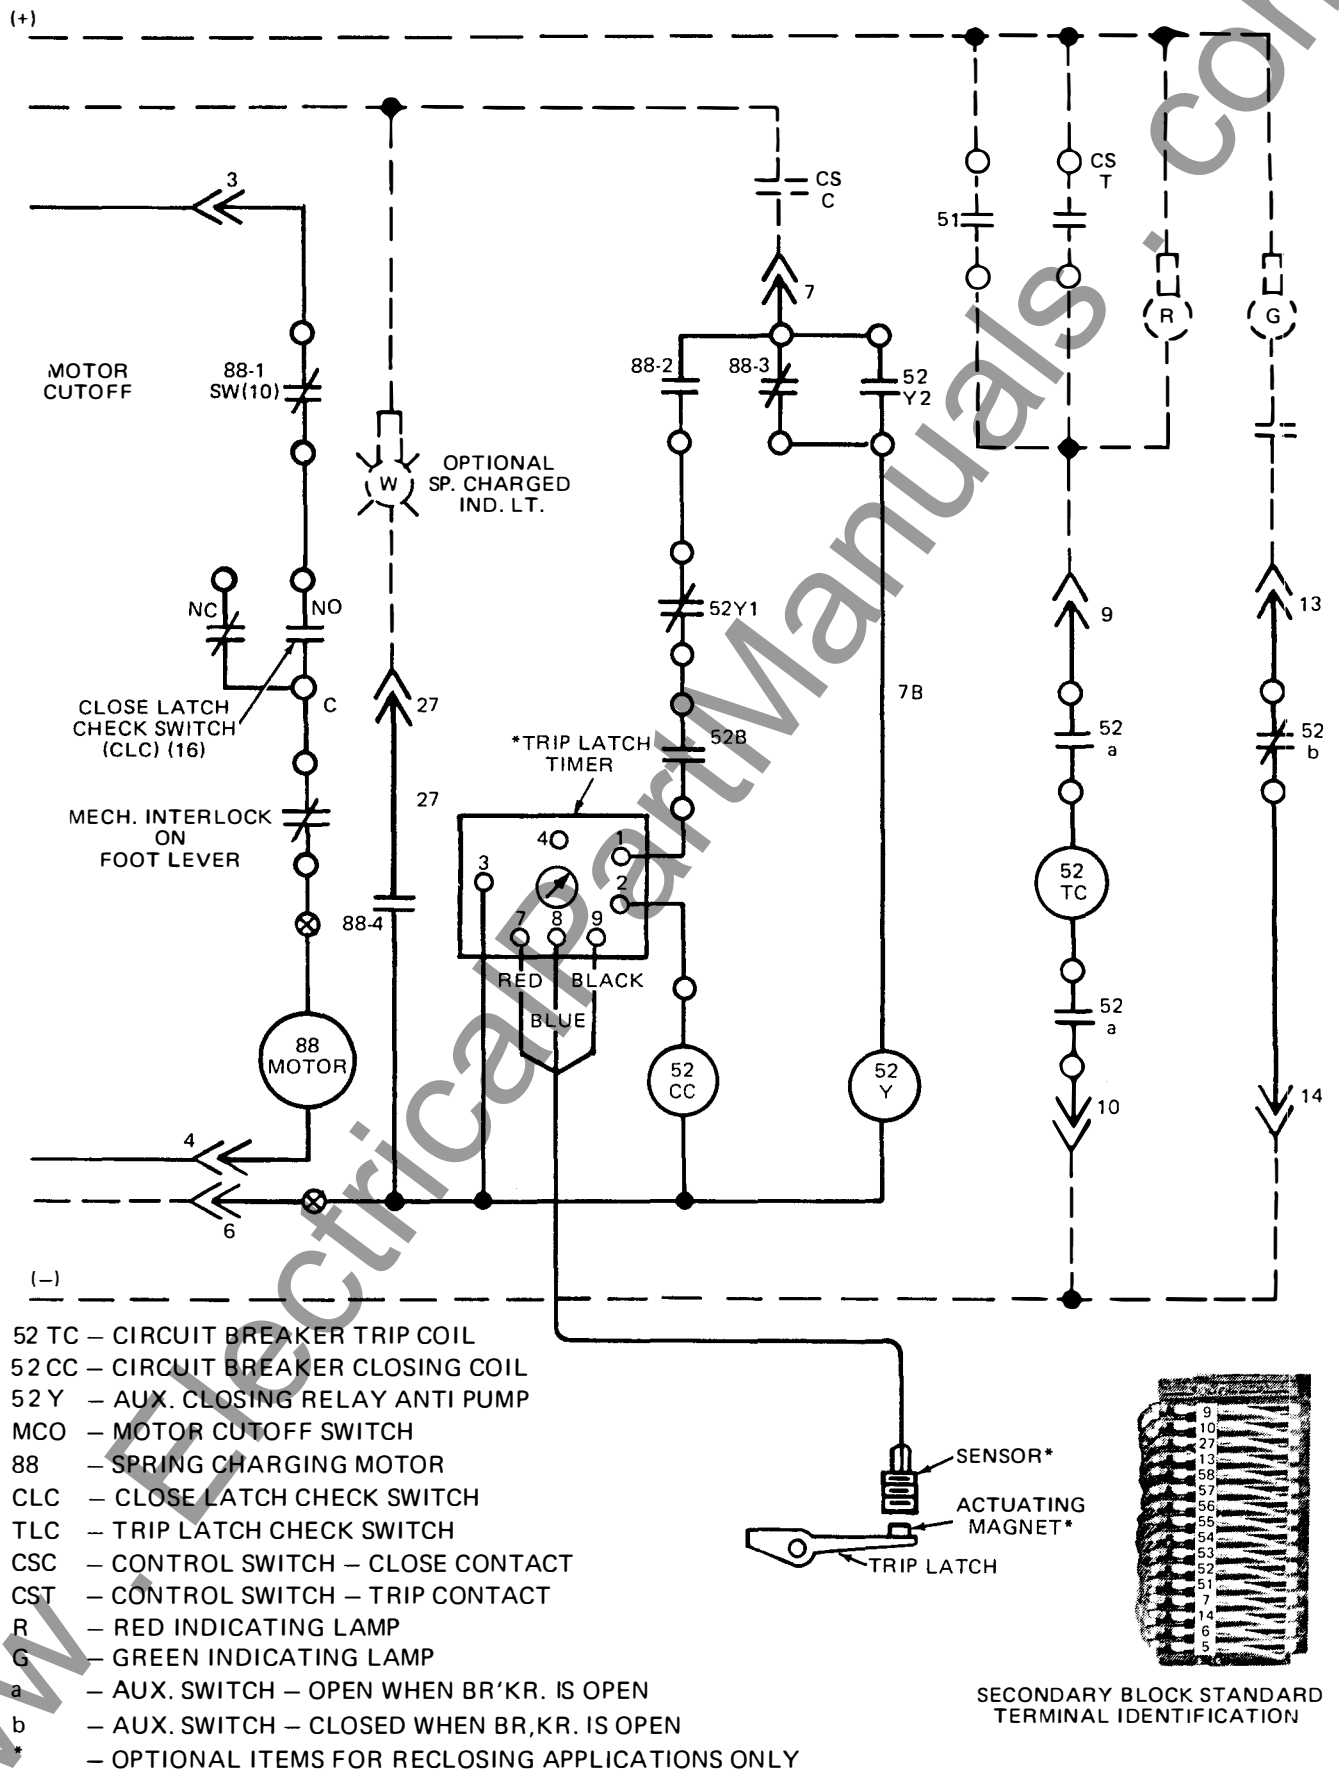 (+)
3
CS
C
CS
T
51
7
R
G
MOTOR
CUTOFF
88-1
SW(10)
88-2
88-3
52
Y2
W
OPTIONAL
SP. CHARGED
IND. LT.
NC
NO
52Y1
9
13
C
CLOSE LATCH
CHECK SWITCH
(CLC) (16)
27
7B
*TRIP LATCH
TIMER
52B
52
a
52
b
MECH. INTERLOCK
ON
FOOT LEVER
27
4
1
3
2
52
TC
88-4
7
8
9
RED
BLACK
BLUE
52
a
88
MOTOR
52
CC
52
Y
10
14
4
6
(—)
52 TC — CIRCUIT BREAKER TRIP COIL
52 CC — CIRCUIT BREAKER CLOSING COIL
52 Y — AUX. CLOSING RELAY ANTI PUMP
MCO — MOTOR CUTOFF SWITCH
88 — SPRING CHARGING MOTOR
CLC — CLOSE LATCH CHECK SWITCH
TLC — TRIP LATCH CHECK SWITCH
CSC — CONTROL SWITCH — CLOSE CONTACT
CST — CONTROL SWITCH — TRIP CONTACT
R — RED INDICATING LAMP
G — GREEN INDICATING LAMP
a — AUX. SWITCH — OPEN WHEN BR'KR. IS OPEN
b — AUX. SWITCH — CLOSED WHEN BR,KR. IS OPEN
* — OPTIONAL ITEMS FOR RECLOSING APPLICATIONS ONLY
SENSOR*
ACTUATING
MAGNET*
TRIP LATCH
9
10
27
13
58
57
56
55
54
53
52
51
7
14
6
5
SECONDARY BLOCK STANDARD
TERMINAL IDENTIFICATION
www.ElectricalPartManuals.com